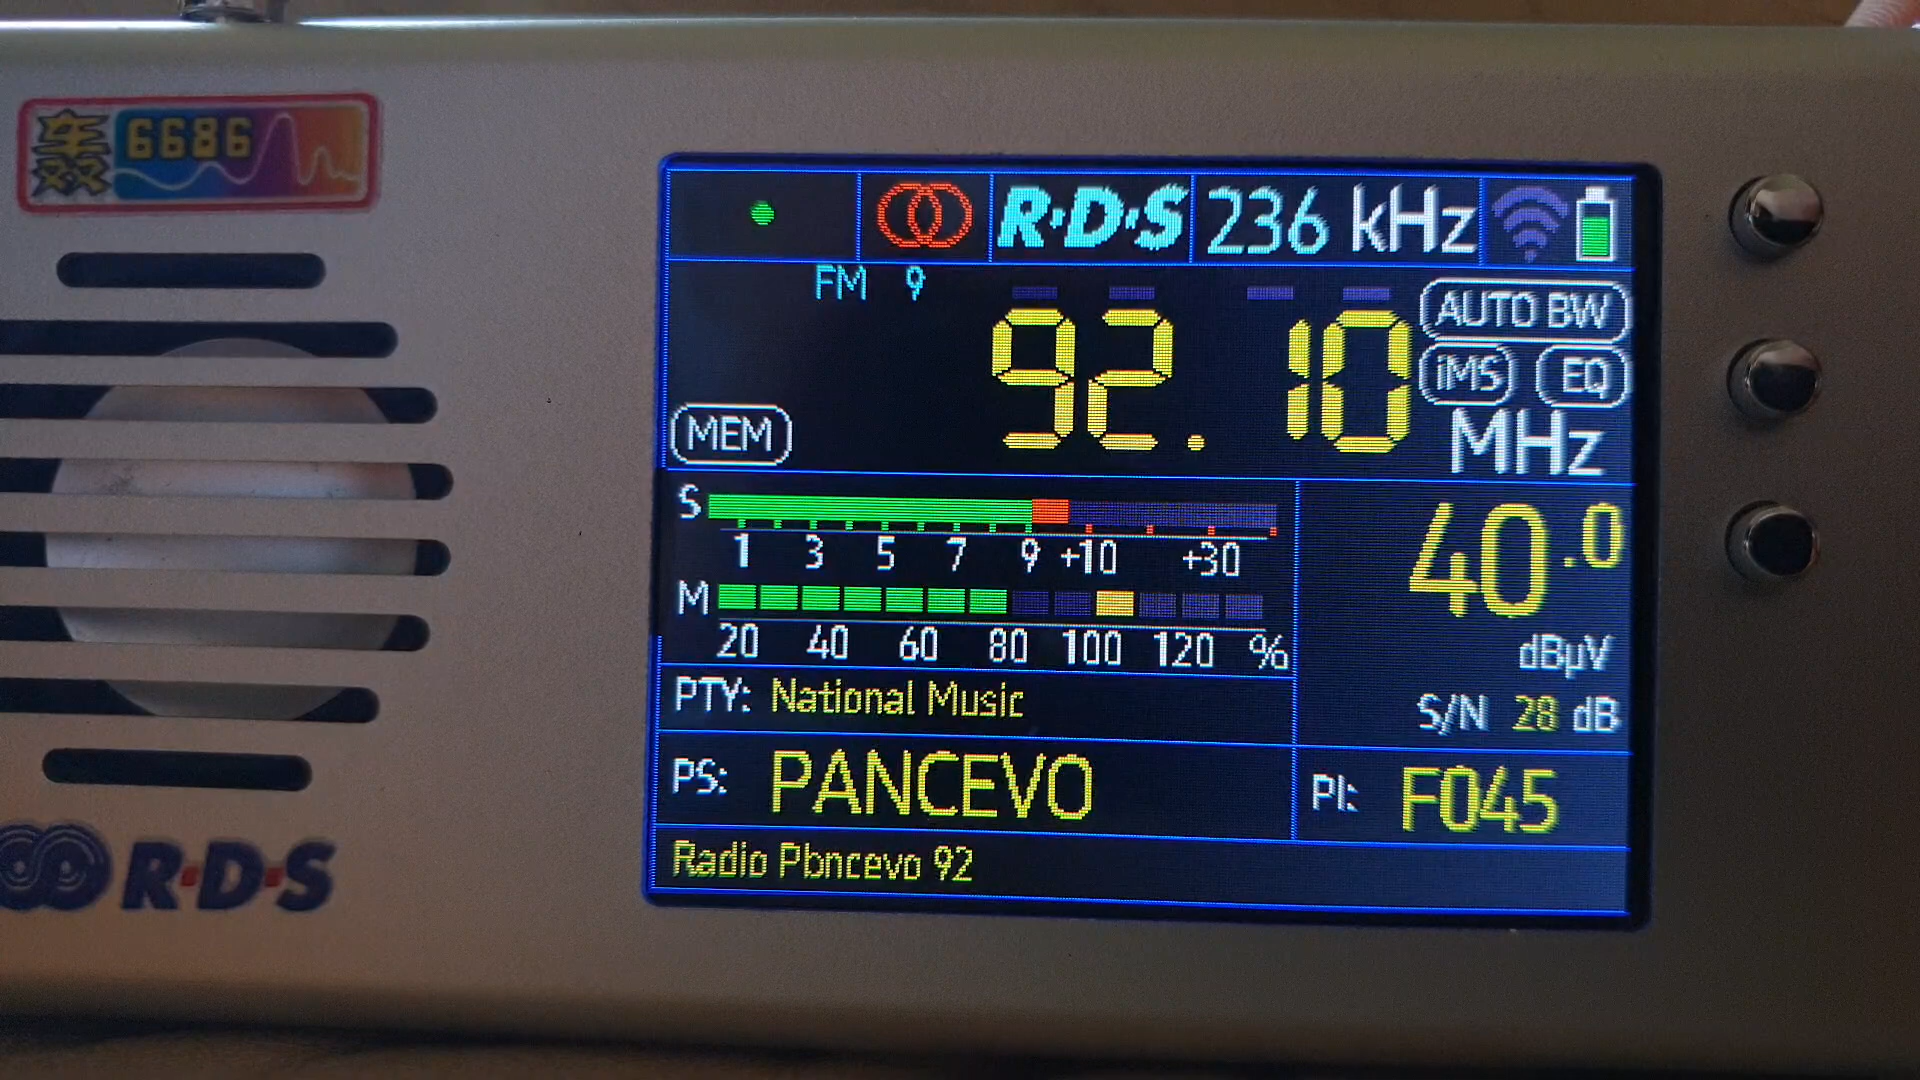 6686
R·D·S 236 kHz
FM 9
92.10 MHz
AUTO BW
iMS EQ
MEM
S
1 3 5 7 9 +10 +30
M
20 40 60 80 100 120 %
40.0
dBµV
S/N 28 dB
PTY: National Music
PS: PANCEVO
PI: F045
Radio Pbncevo 92
R·D·S